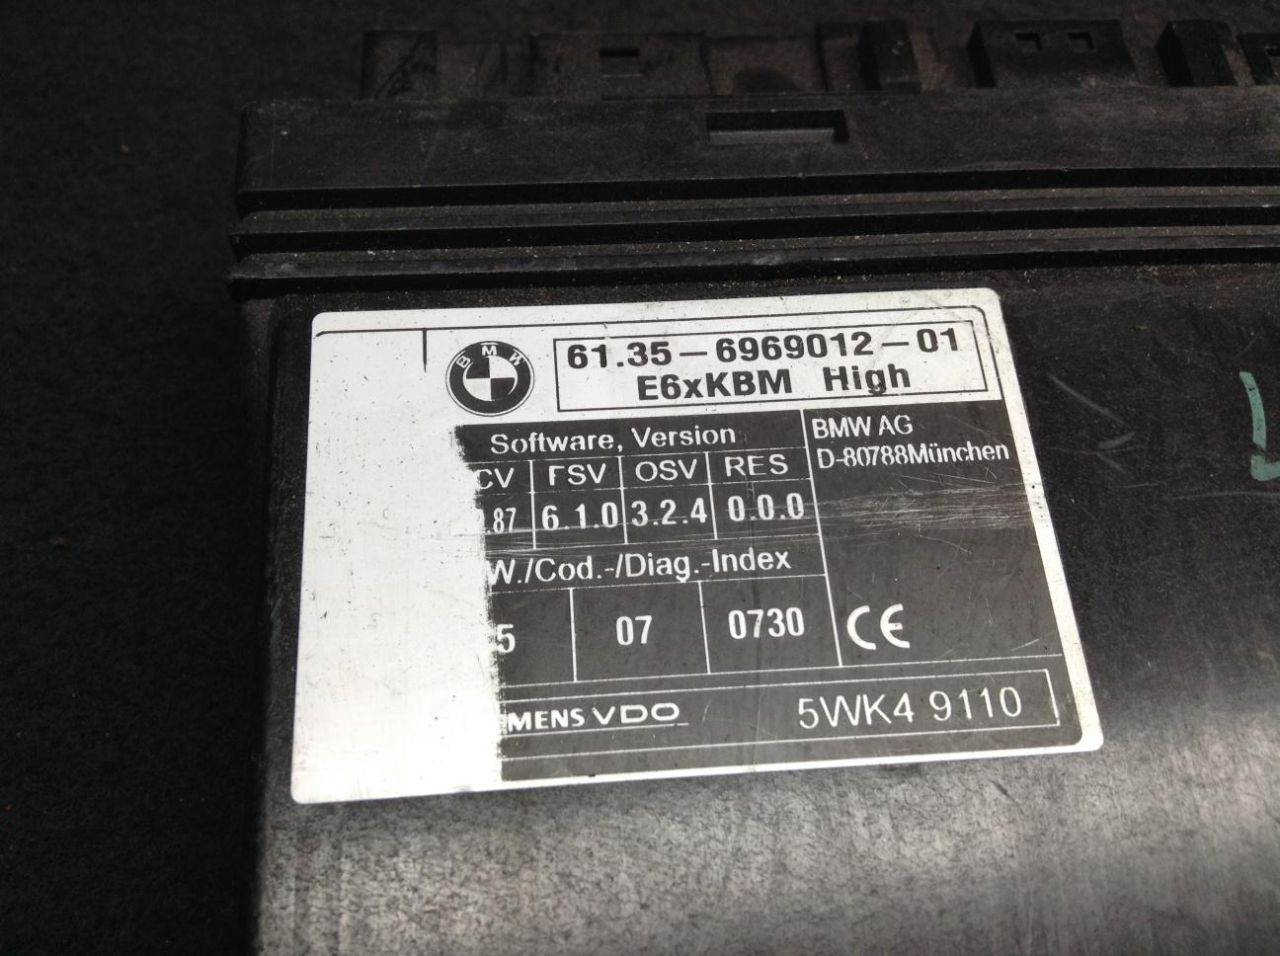 BMW
61.35-6969012-01
E6xKBM High
Software, Version
CV FSV OSV RES
.87 6.1.0 3.2.4 0.0.0
W./Cod.-/Diag.-Index
5 07 0730
BMW AG
D-80788München
CE
MENS VDO
5WK4 9110